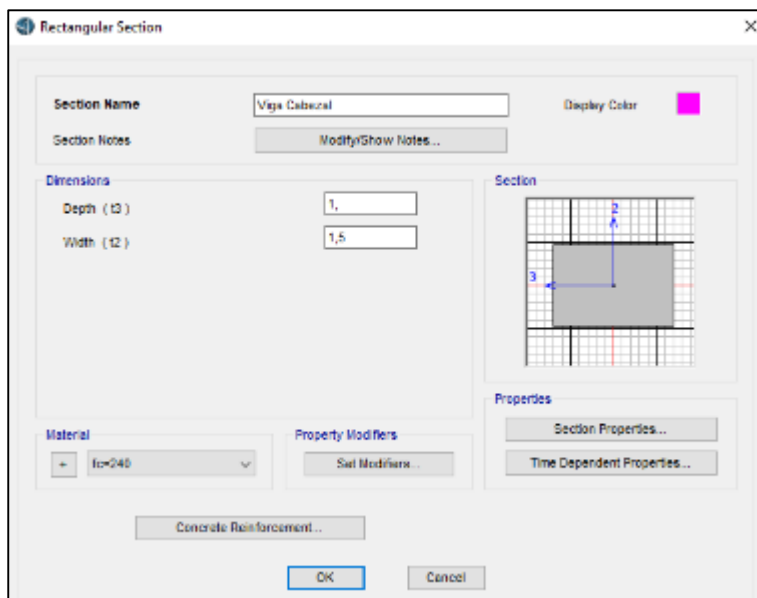 Rectangular Section
Section Name Viga Cabezal Display Color
Section Notes Modify/Show Notes...
Dimensions
Depth ( t3 ) 1,
Width ( t2 ) 1,5
Section
2
3
Properties
Section Properties...
Time Dependent Properties...
Material
+ fc=240
Property Modifiers
Set Modifiers...
Concrete Reinforcement...
OK Cancel